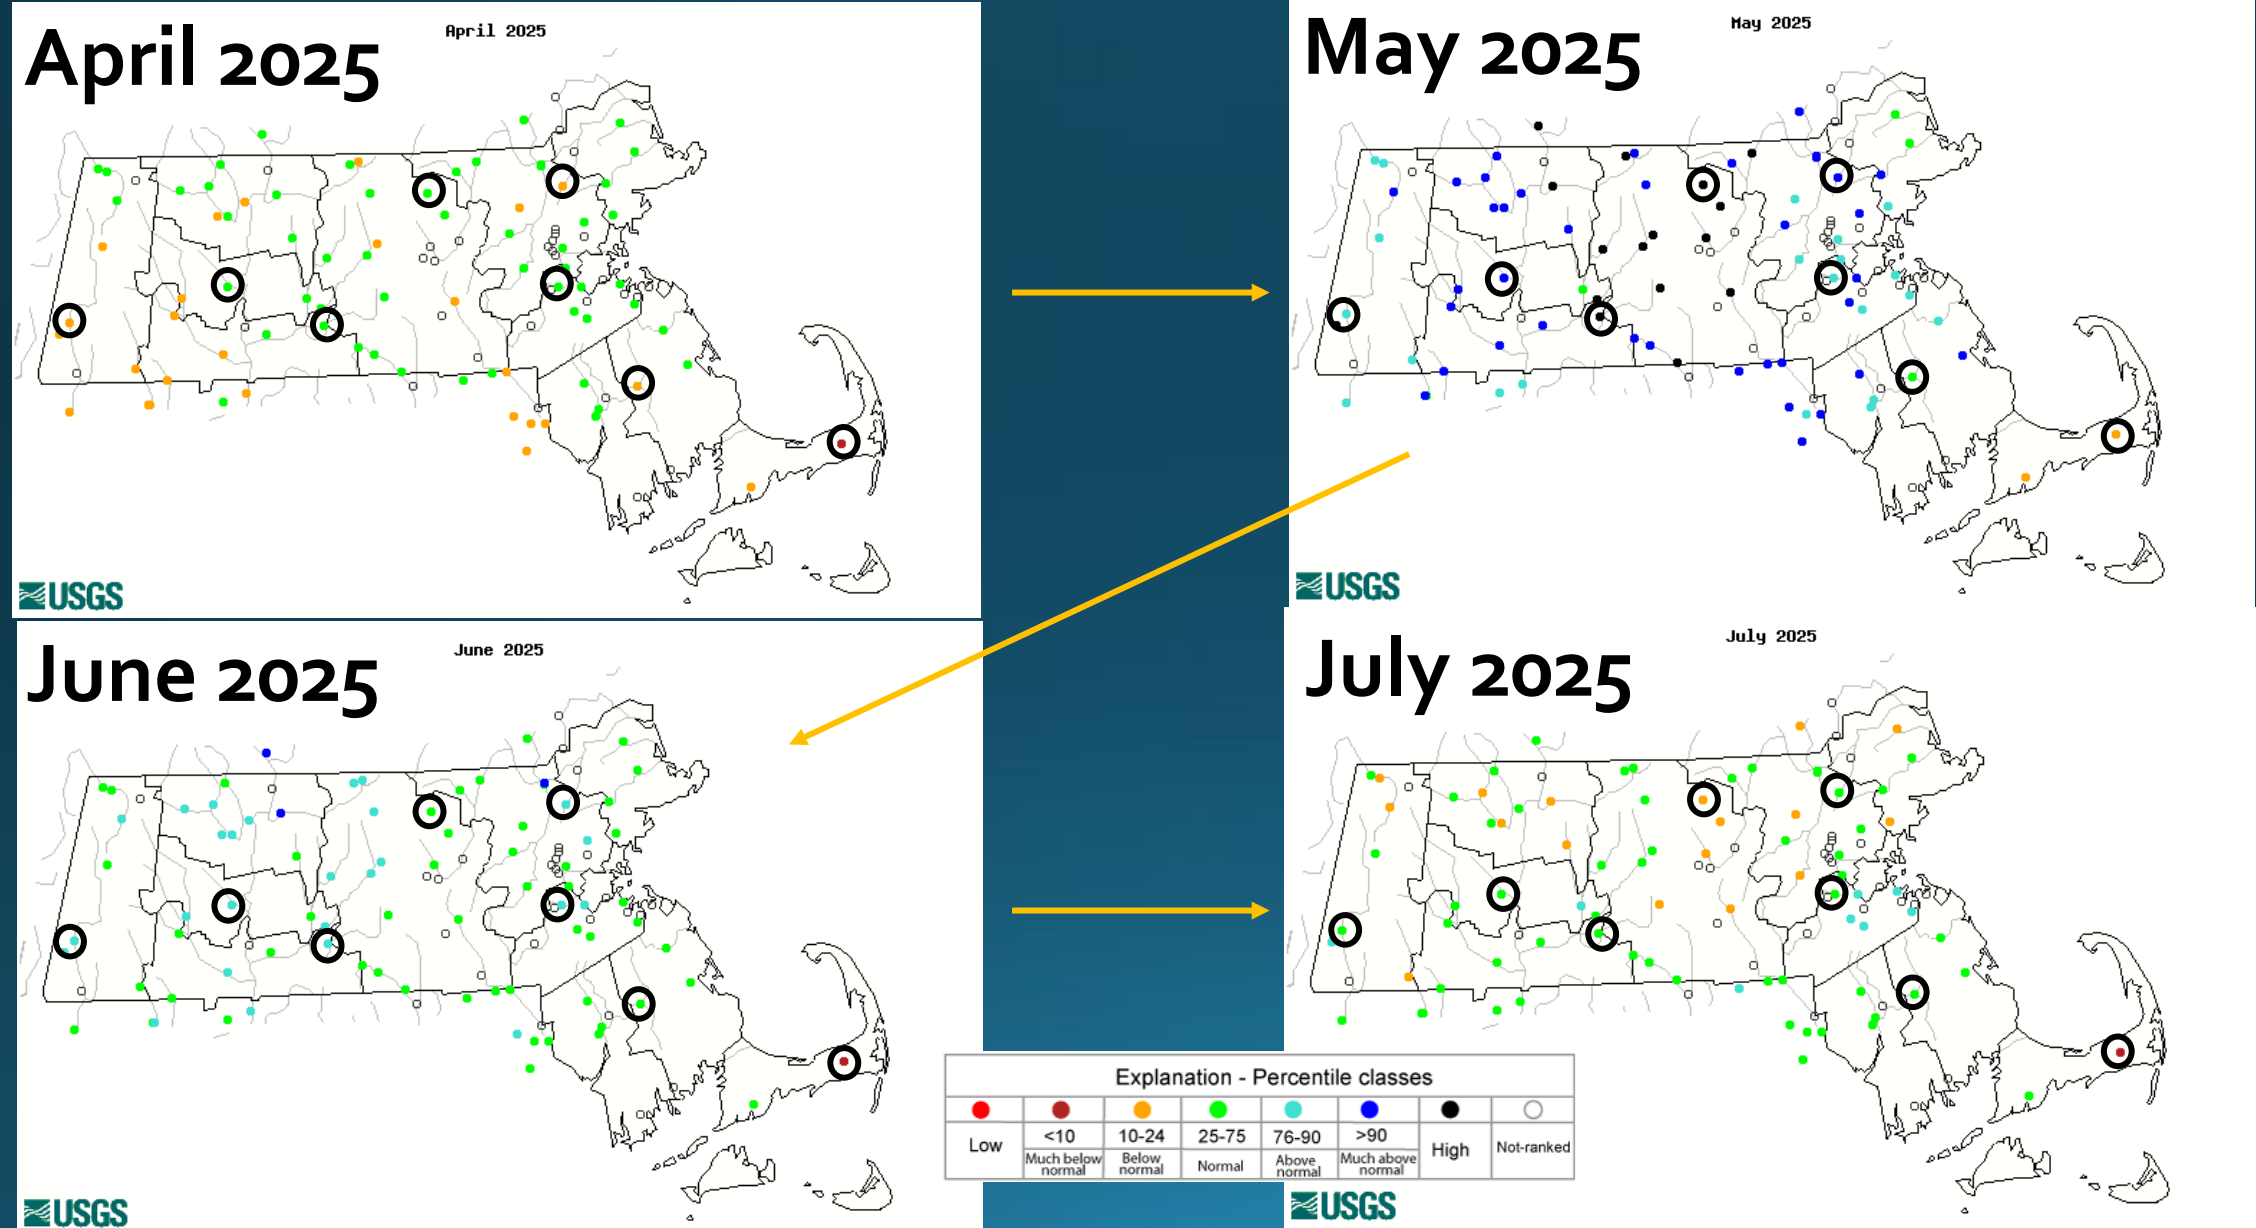 April 2025
April 2025
USGS
May 2025
May 2025
USGS
June 2025
June 2025
USGS
July 2025
July 2025
USGS
Explanation - Percentile classes
Low
<10
Much below normal
10-24
Below normal
25-75
Normal
76-90
Above normal
>90
Much above normal
High
Not-ranked